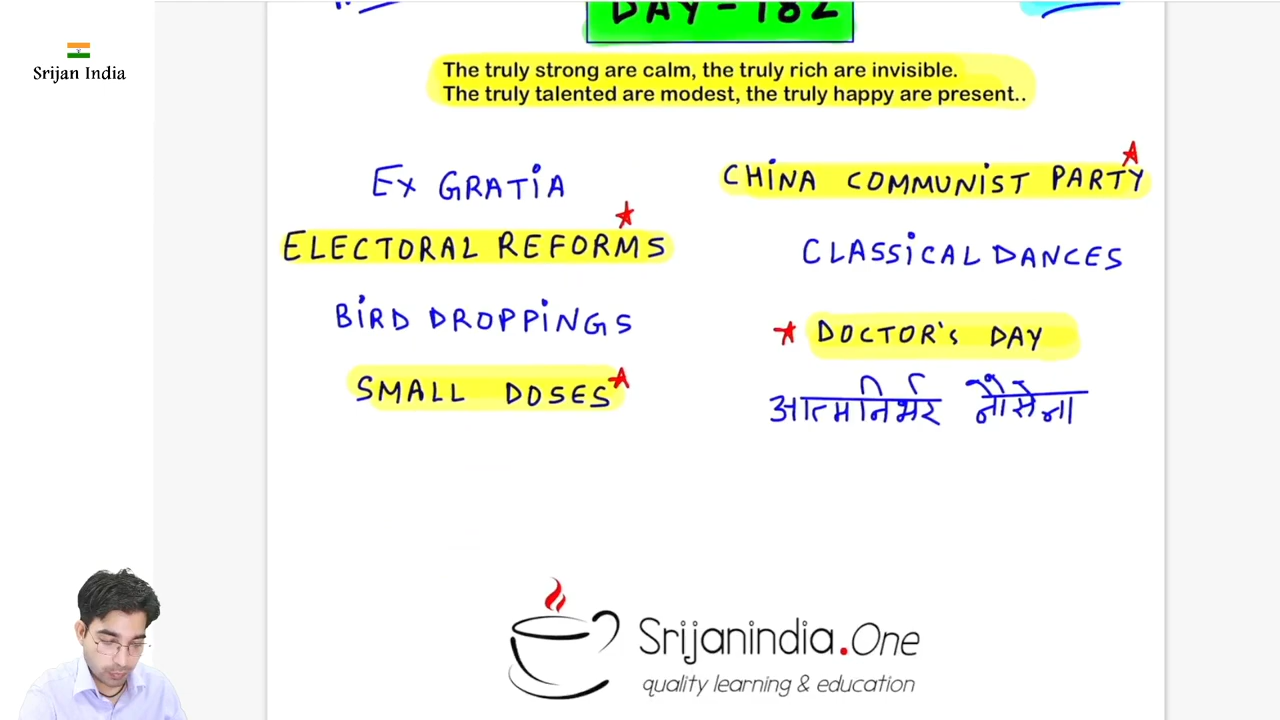 DAY - 182
Srijan India
The truly strong are calm, the truly rich are invisible.
The truly talented are modest, the truly happy are present..
EX GRATIA
ELECTORAL REFORMS
BIRD DROPPINGS
SMALL DOSES
CHINA COMMUNIST PARTY
CLASSICAL DANCES
DOCTOR's DAY
आत्मनिर्भर नौसेना
Srijanindia.One
quality learning & education